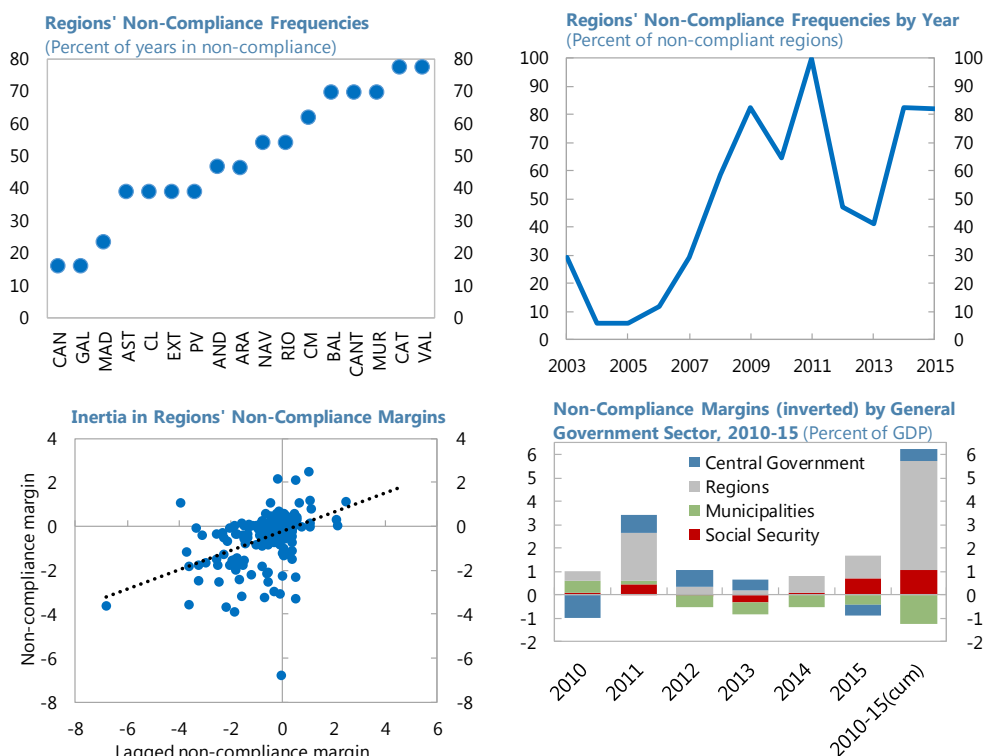 Regions' Non-Compliance Frequencies
(Percent of years in non-compliance)
80 80
70 70
60 60
50 50
40 40
30 30
20 20
10 10
0 0
CAN GAL MAD AST CL EXT PV AND ARA NAV RIO CM BAL CANT MUR CAT VAL
Regions' Non-Compliance Frequencies by Year
(Percent of non-compliant regions)
100 100
90 90
80 80
70 70
60 60
50 50
40 40
30 30
20 20
10 10
0 0
2003 2005 2007 2009 2011 2013 2015
Inertia in Regions' Non-Compliance Margins
4 4
2 2
0 0
-2 -2
-4 -4
-6 -6
-8 -8
Non-compliance margin
-8 -6 -4 -2 0 2 4 6
Lagged non-compliance margin
Non-Compliance Margins (inverted) by General
Government Sector, 2010-15 (Percent of GDP)
6 6
5 5
4 4
3 3
2 2
1 1
0 0
-1 -1
-2 -2
Central Government
Regions
Municipalities
Social Security
2010 2011 2012 2013 2014 2015 2010-15(cum)